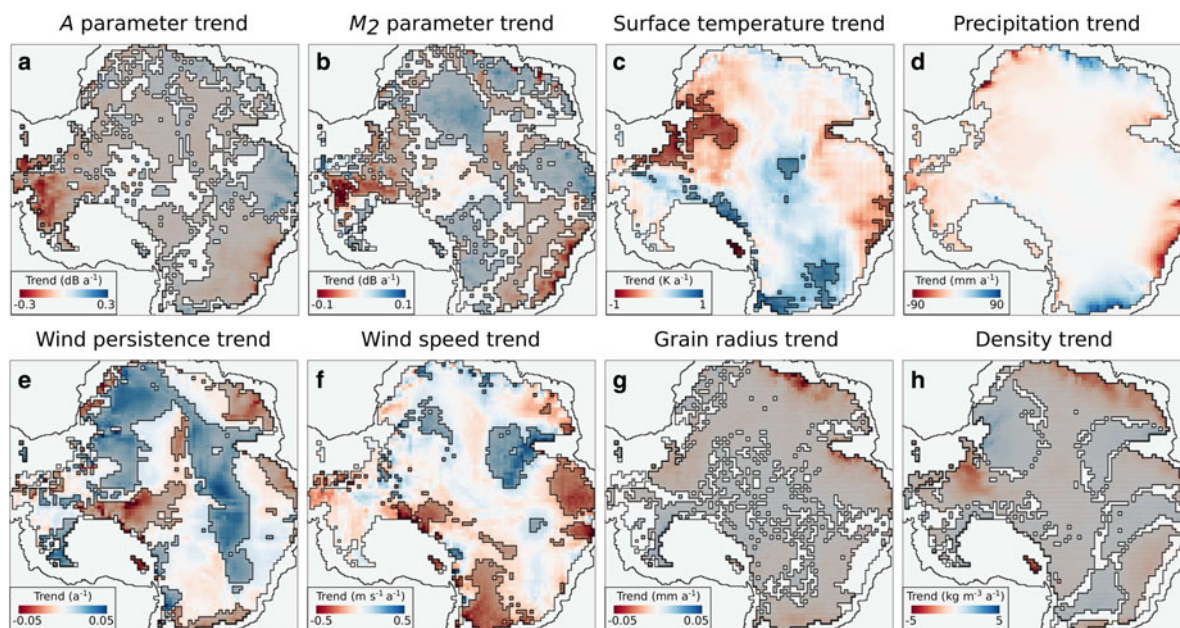 A parameter trend
M2 parameter trend
Surface temperature trend
Precipitation trend
a
b
c
d
Trend (dB a⁻¹)
-0.3 0.3
Trend (dB a⁻¹)
-0.1 0.1
Trend (K a⁻¹)
-1 1
Trend (mm a⁻¹)
-90 90
Wind persistence trend
Wind speed trend
Grain radius trend
Density trend
e
f
g
h
Trend (a⁻¹)
-0.05 0.05
Trend (m s⁻¹ a⁻¹)
-0.5 0.5
Trend (mm a⁻¹)
-0.05 0.05
Trend (kg m⁻³ a⁻¹)
-5 5